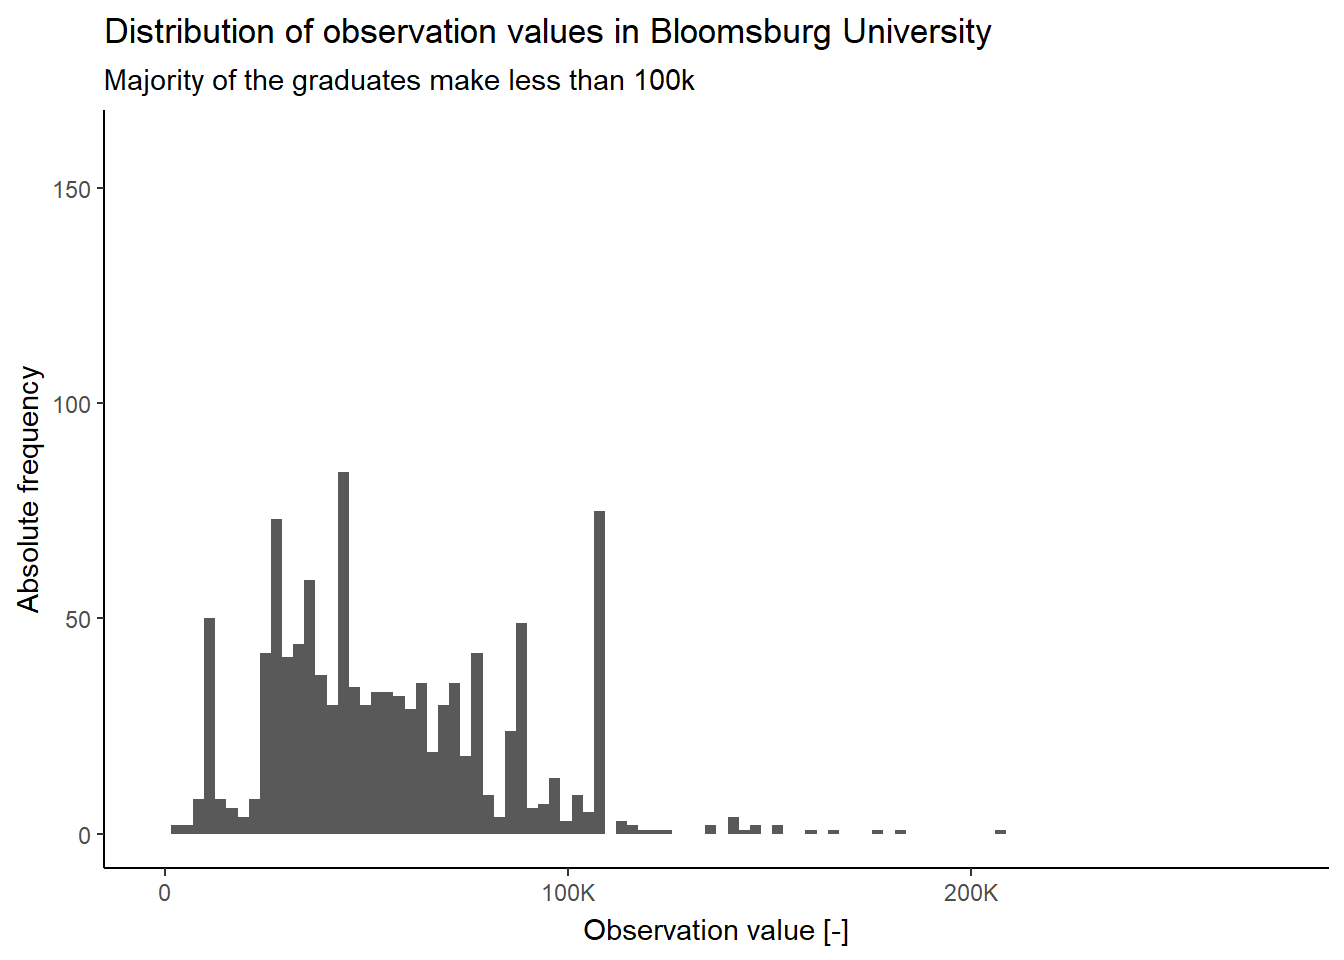 Distribution of observation values in Bloomsburg University
Majority of the graduates make less than 100k
Absolute frequency
150
100
50
0
0
100K
200K
Observation value [-]